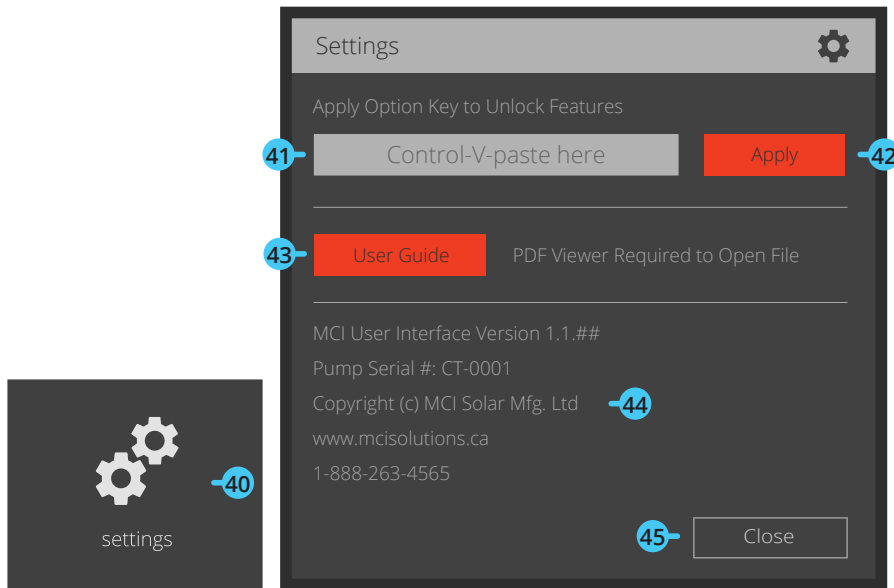 Settings
Apply Option Key to Unlock Features
41 Control-V-paste here Apply 42
43 User Guide PDF Viewer Required to Open File
MCI User Interface Version 1.1.##
Pump Serial #: CT-0001
Copyright (c) MCI Solar Mfg. Ltd 44
www.mcisolutions.ca
1-888-263-4565
40
settings
45 Close